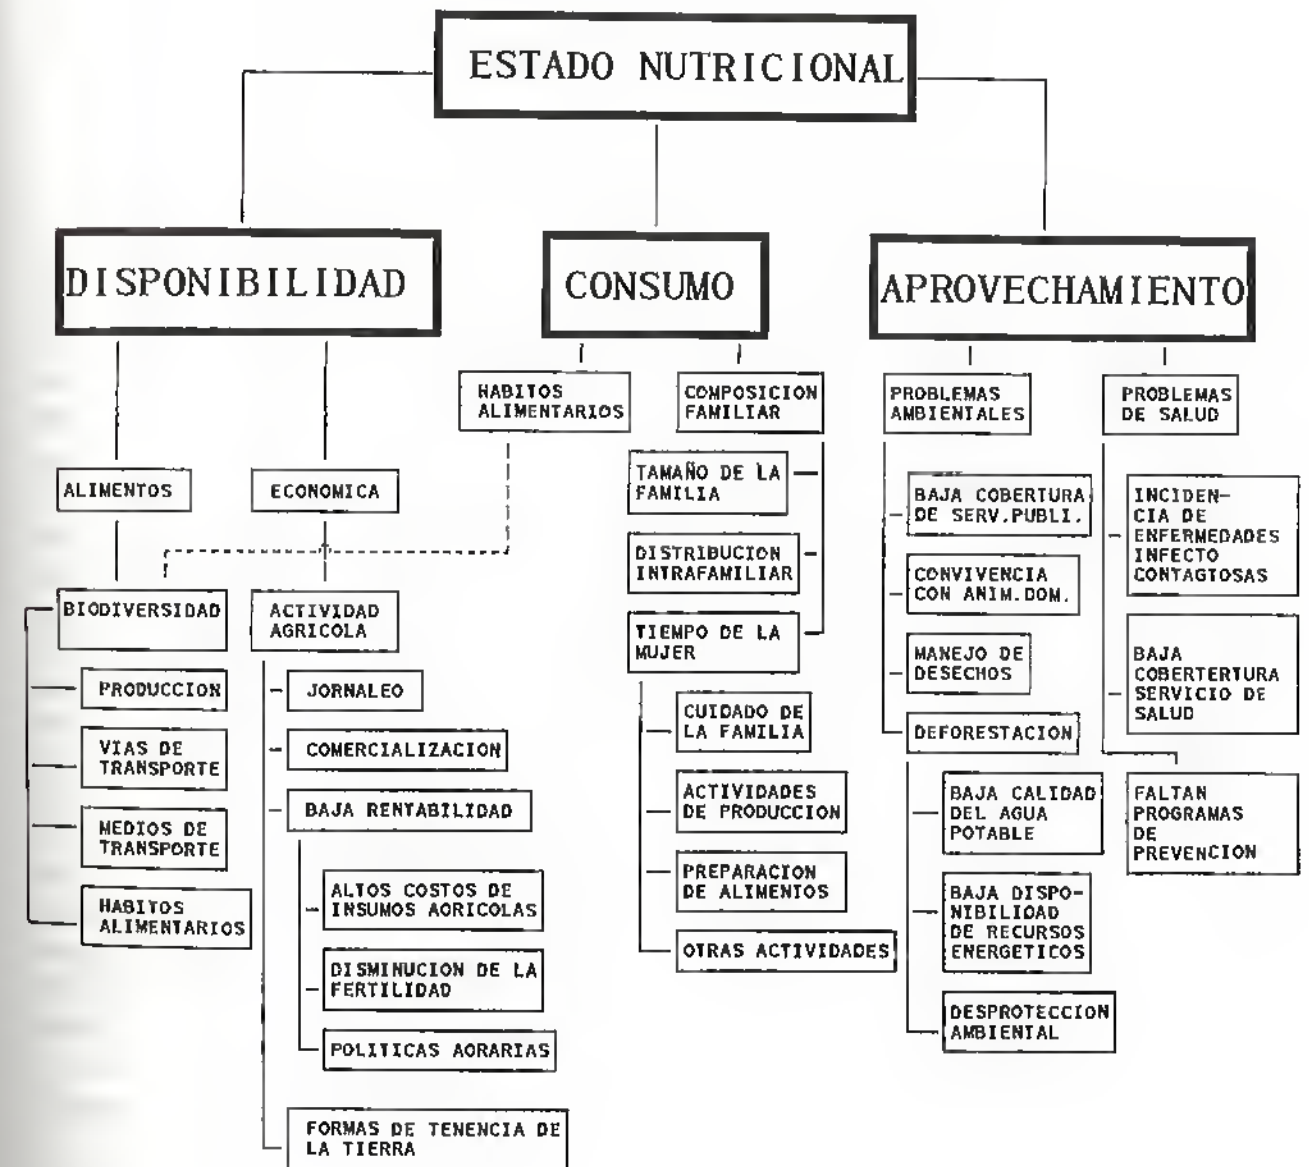 ESTADO NUTRICIONAL
DISPONIBILIDAD
CONSUMO
APROVECHAMIENTO
HABITOS
ALIMENTARIOS
COMPOSICION
FAMILIAR
PROBLEMAS
AMBIENTALES
PROBLEMAS
DE SALUD
ALIMENTOS
ECONOMICA
TAMAÑO DE LA
FAMILIA
DISTRIBUCION
INTRAFAMILIAR
TIEMPO DE LA
MUJER
BAJA COBERTURA
DE SERV.PUBLI.
CONVIVENCIA
CON ANIM.DOM.
MANEJO DE
DESECHOS
DEFORESTACION
INCIDEN-
CIA DE
ENFERMEDADES
INFECTO
CONTAGTOSAS
BAJA
COBERTERTURA
SERVICIO DE
SALUD
FALTAN
PROGRAMAS
DE
PREVENCION
BIODIVERSIDAD
PRODUCCION
VIAS DE
TRANSPORTE
MEDIOS DE
TRANSPORTE
HABITOS
ALIMENTARIOS
ACTIVIDAD
AGRICOLA
JORNALEO
COMERCIALIZACION
BAJA RENTABILIDAD
ALTOS COSTOS DE
INSUMOS AORICOLAS
DISMINUCION DE LA
FERTILIDAD
POLITICAS AORARIAS
FORMAS DE TENENCIA DE
LA TIERRA
CUIDADO DE
LA FAMILIA
ACTIVIDADES
DE PRODUCCION
PREPARACION
DE ALIMENTOS
OTRAS ACTIVIDADES
BAJA CALIDAD
DEL AGUA
POTABLE
BAJA DISPO-
NIBILIDAD
DE RECURSOS
ENERGETICOS
DESPROTECCION
AMBIENTAL